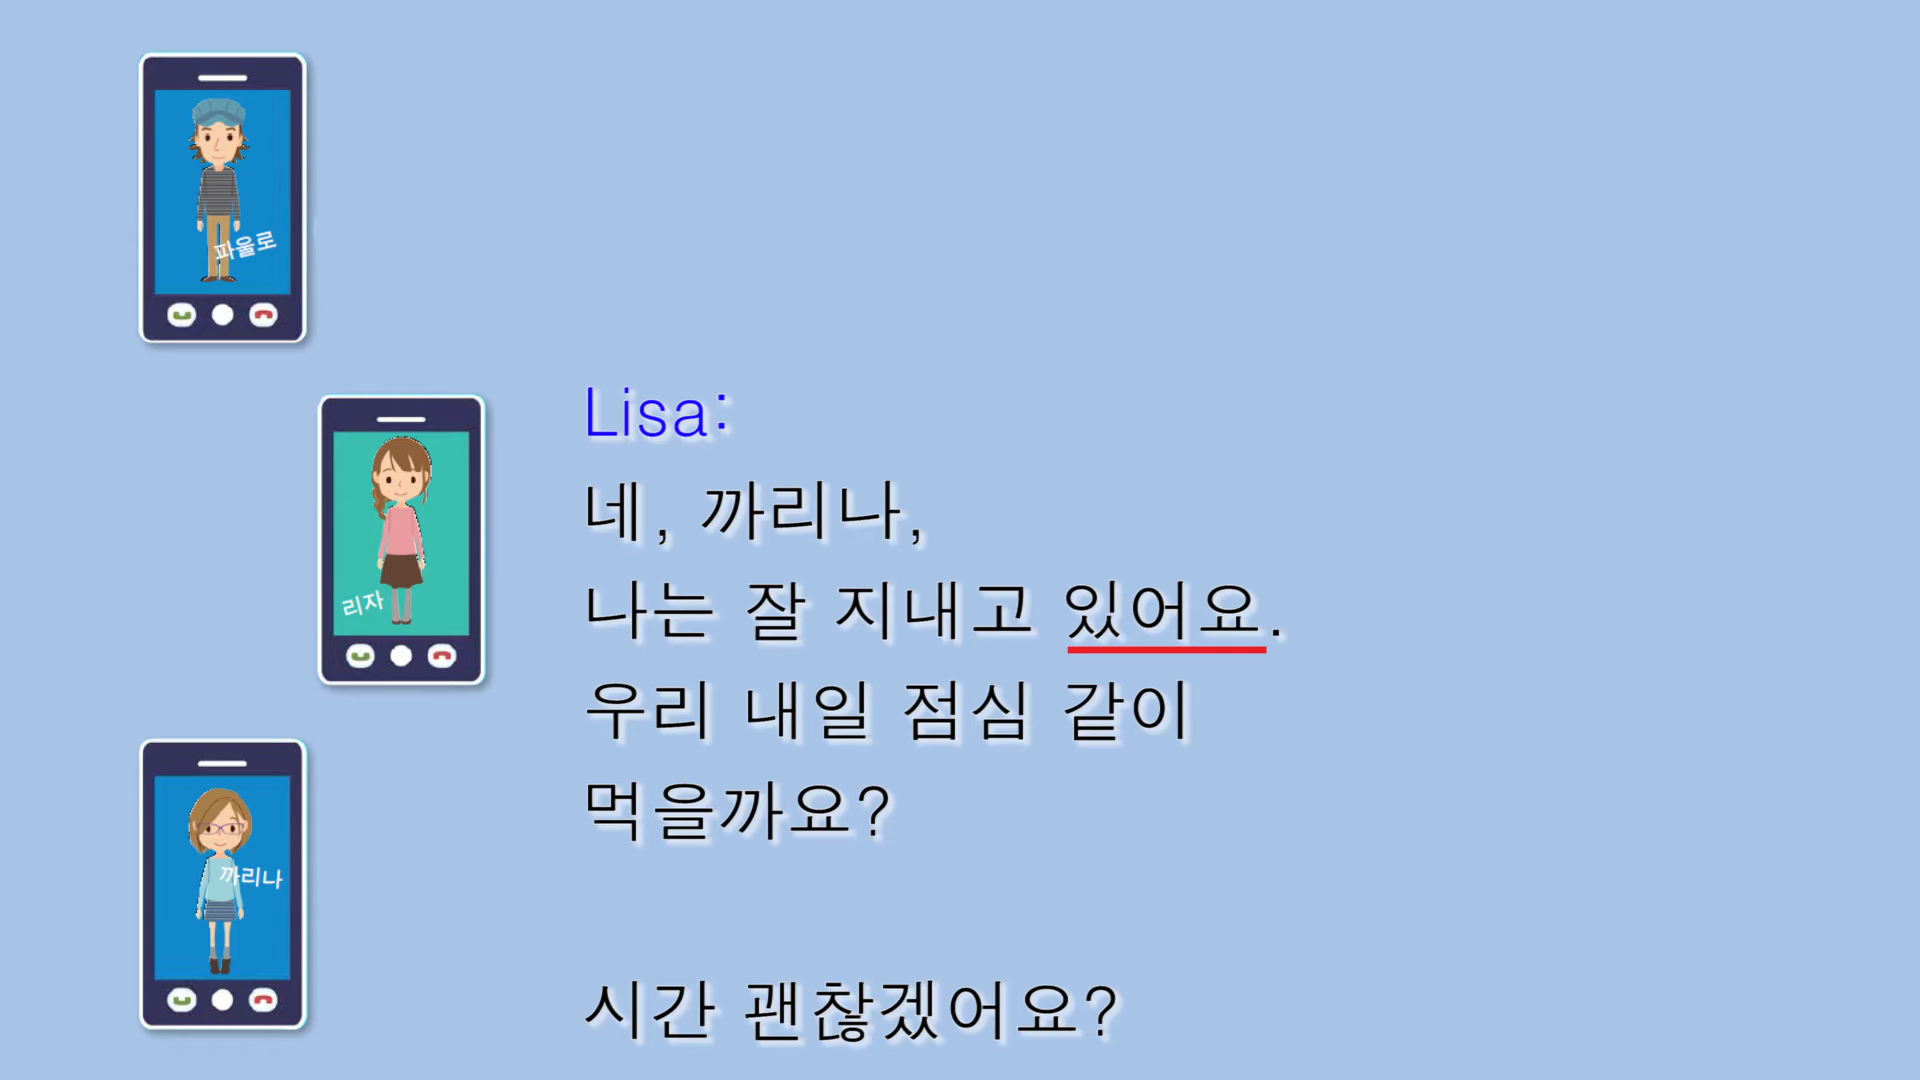 파울로
Lisa:
네, 까리나,
나는 잘 지내고 있어요.
리자
우리 내일 점심 같이
먹을까요?
까리나
시간 괜찮겠어요?